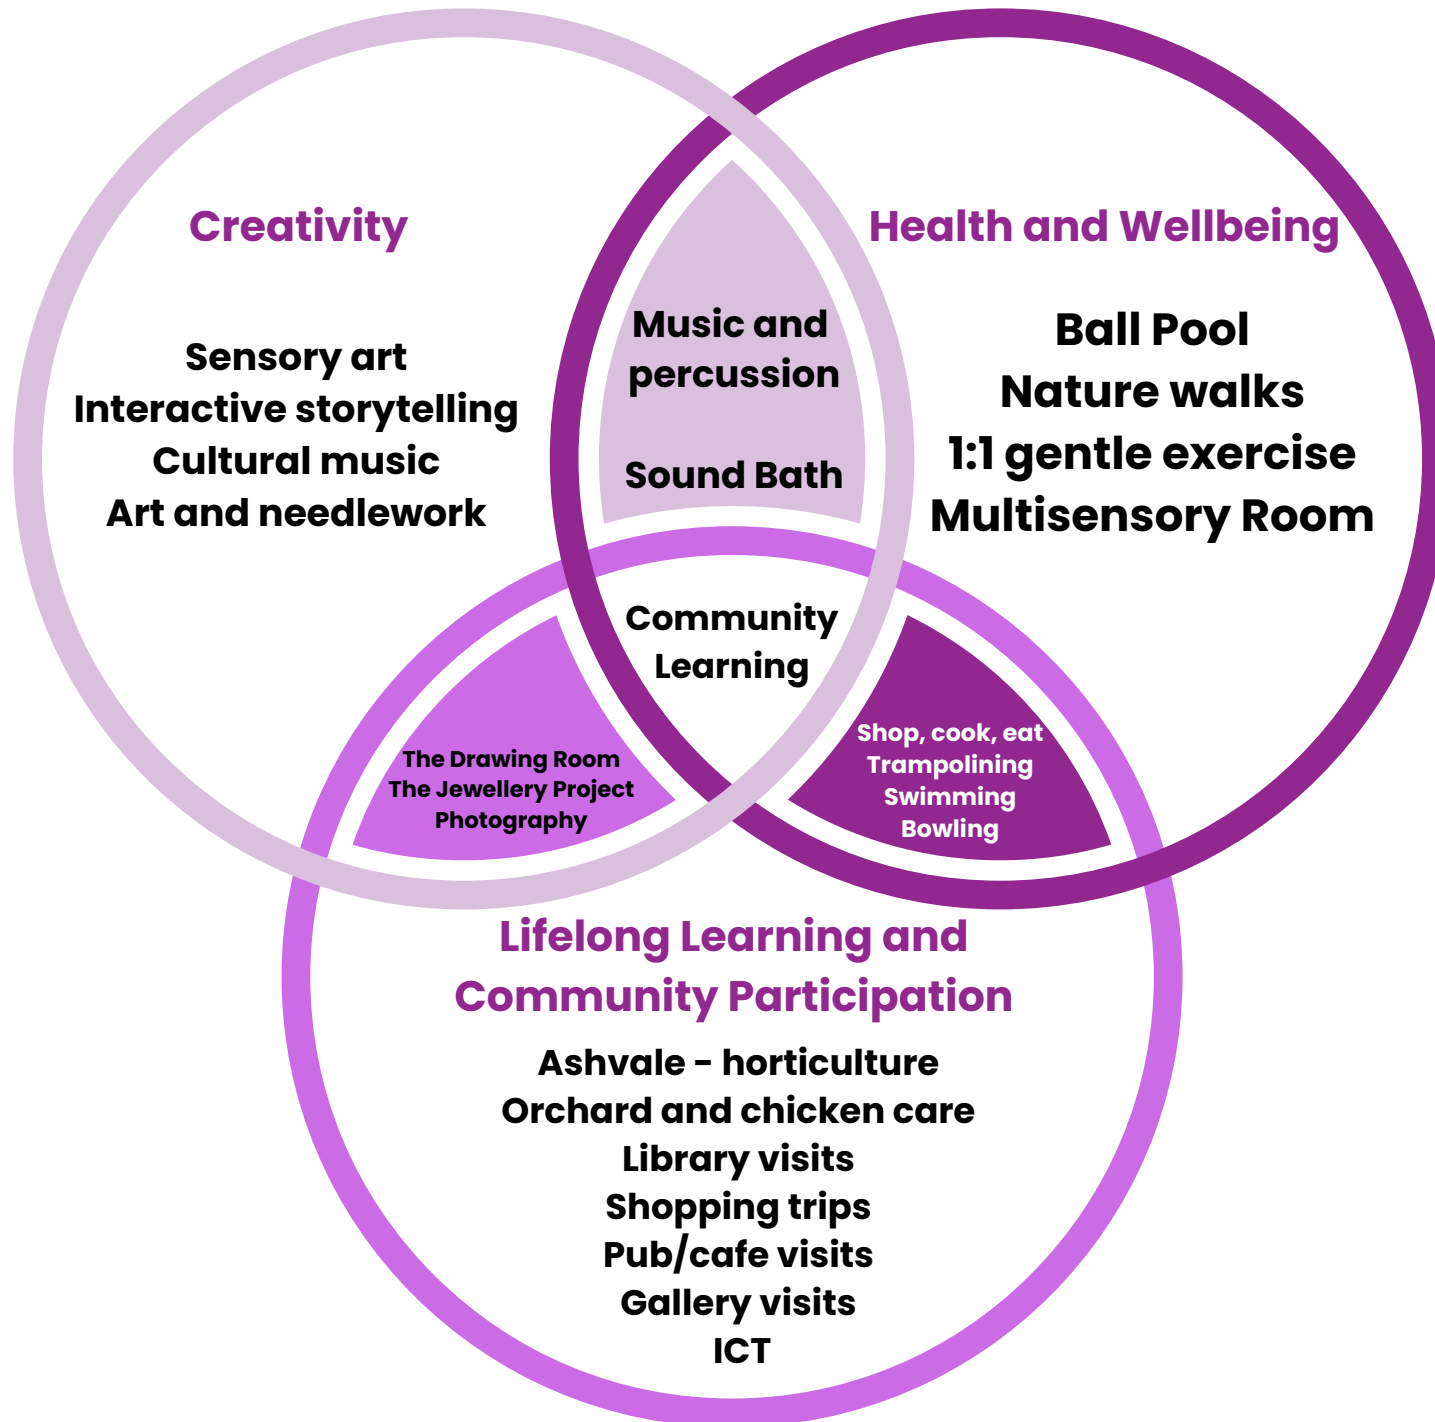 Creativity
Sensory art
Interactive storytelling
Cultural music
Art and needlework
Music and
percussion
Sound Bath
Health and Wellbeing
Ball Pool
Nature walks
1:1 gentle exercise
Multisensory Room
Community
Learning
The Drawing Room
The Jewellery Project
Photography
Shop, cook, eat
Trampolining
Swimming
Bowling
Lifelong Learning and
Community Participation
Ashvale - horticulture
Orchard and chicken care
Library visits
Shopping trips
Pub/cafe visits
Gallery visits
ICT